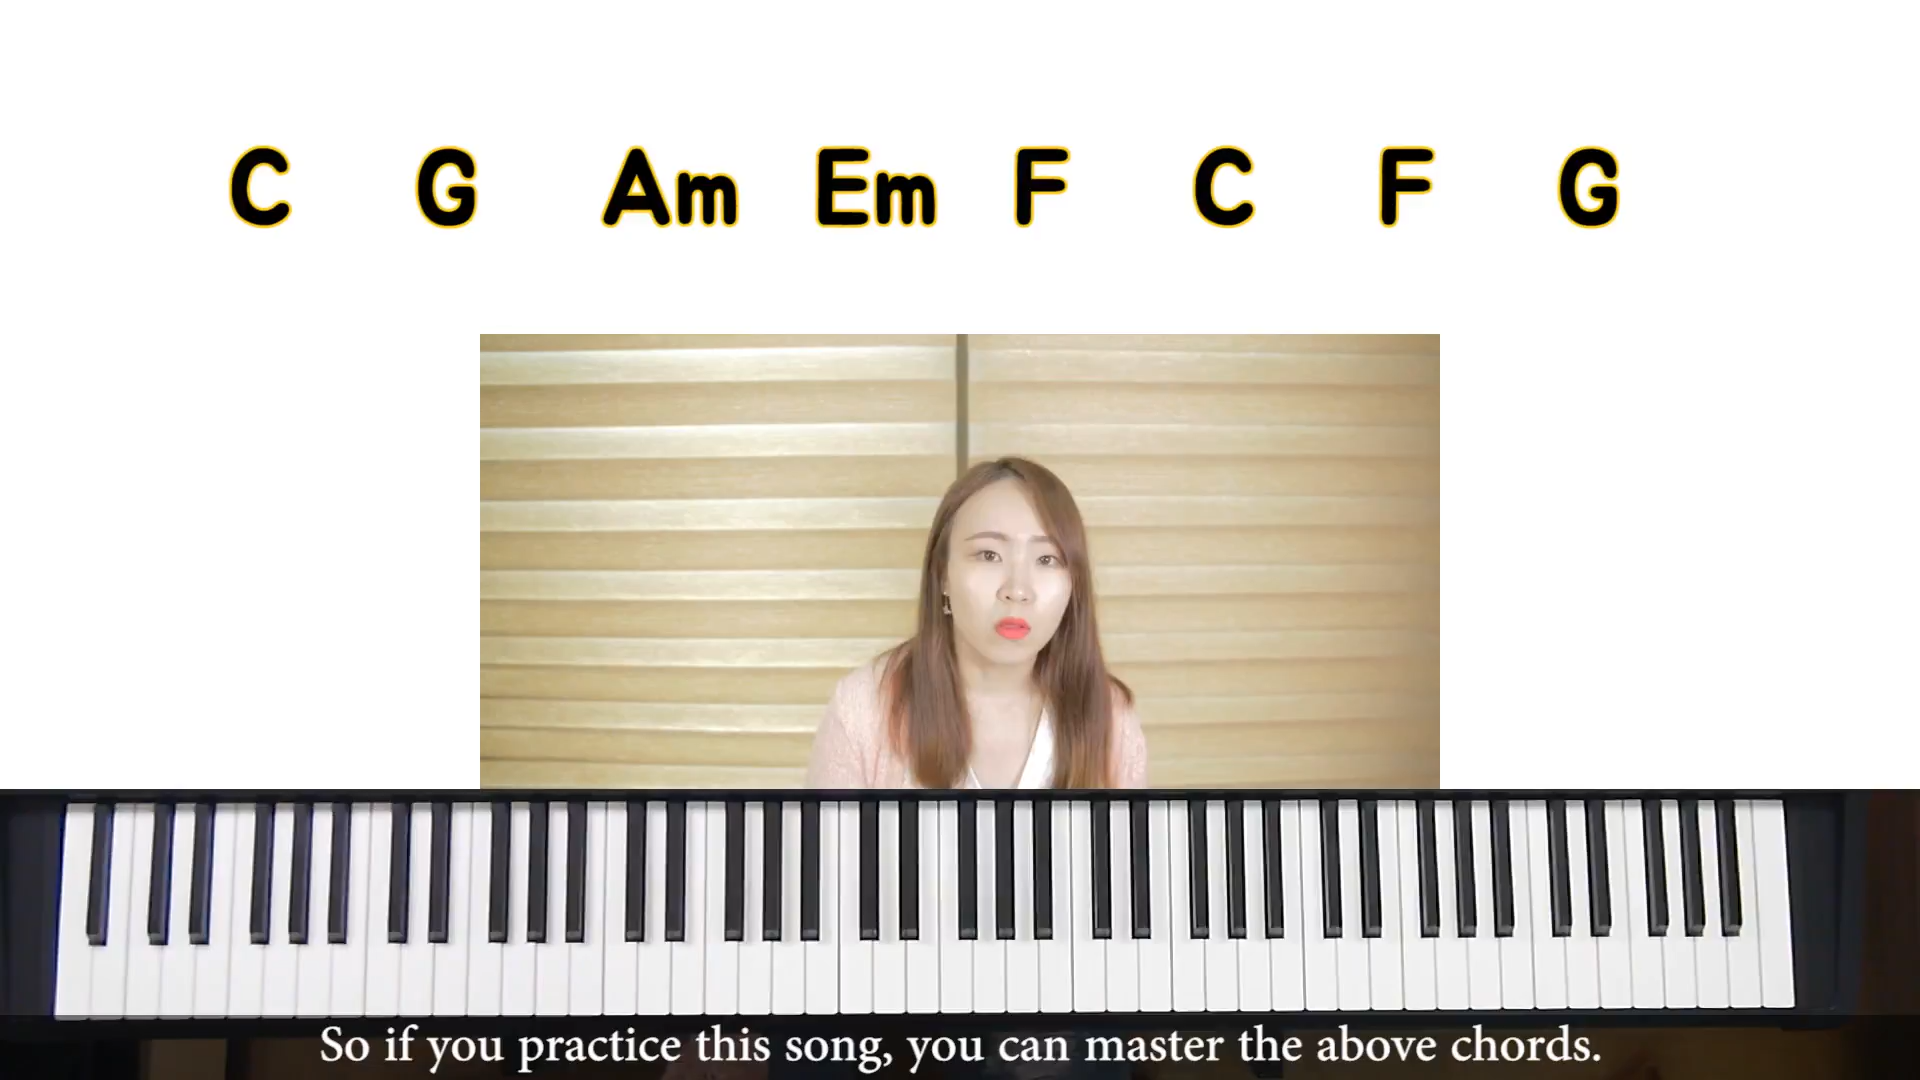 C G Am Em F C F G
So if you practice this song, you can master the above chords.